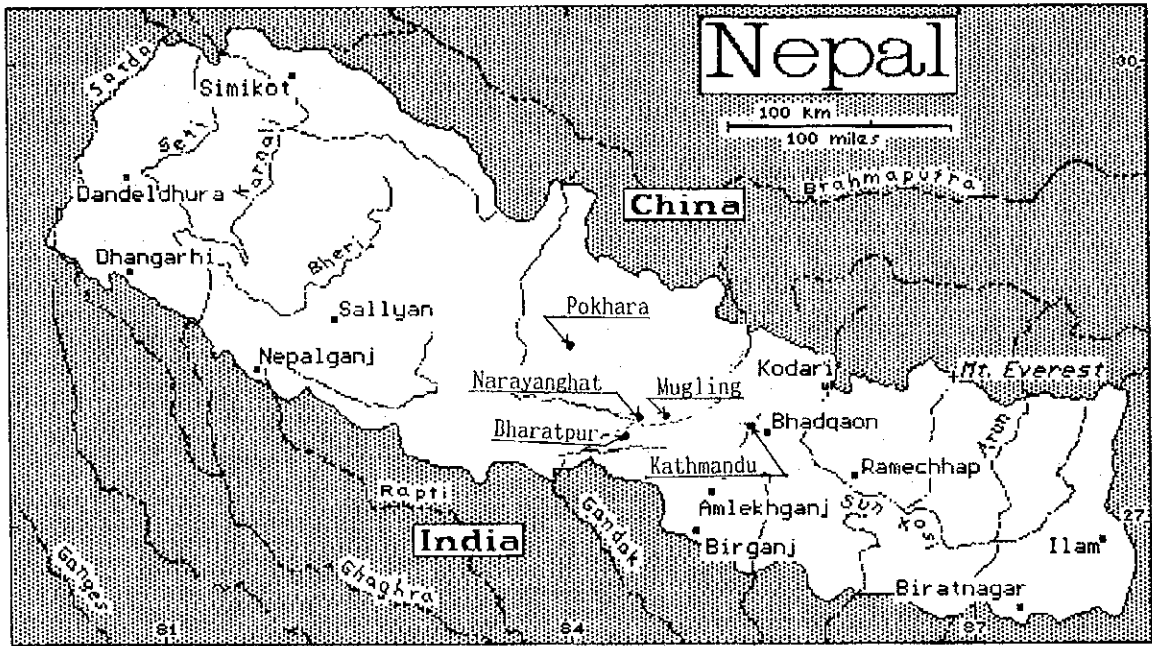 Nepal
30
100 km
100 miles
Sarda
Simikot
Seti
Karnali
Dandeldhura
Brahmaputra
China
Dhangarhi
Bheri
Sallyan
Pokhara
Nepalganj
Kodari
Mt. Everest
Narayanghat
Mugling
Bharatpur
Bhadgaon
Arun
Kathmandu
Ramechhap
Rapti
Gandak
Amlekhganj
Sun Kosi
27
India
Birganj
Ilam
Ganges
Ghaghra
Biratnagar
81
84
87